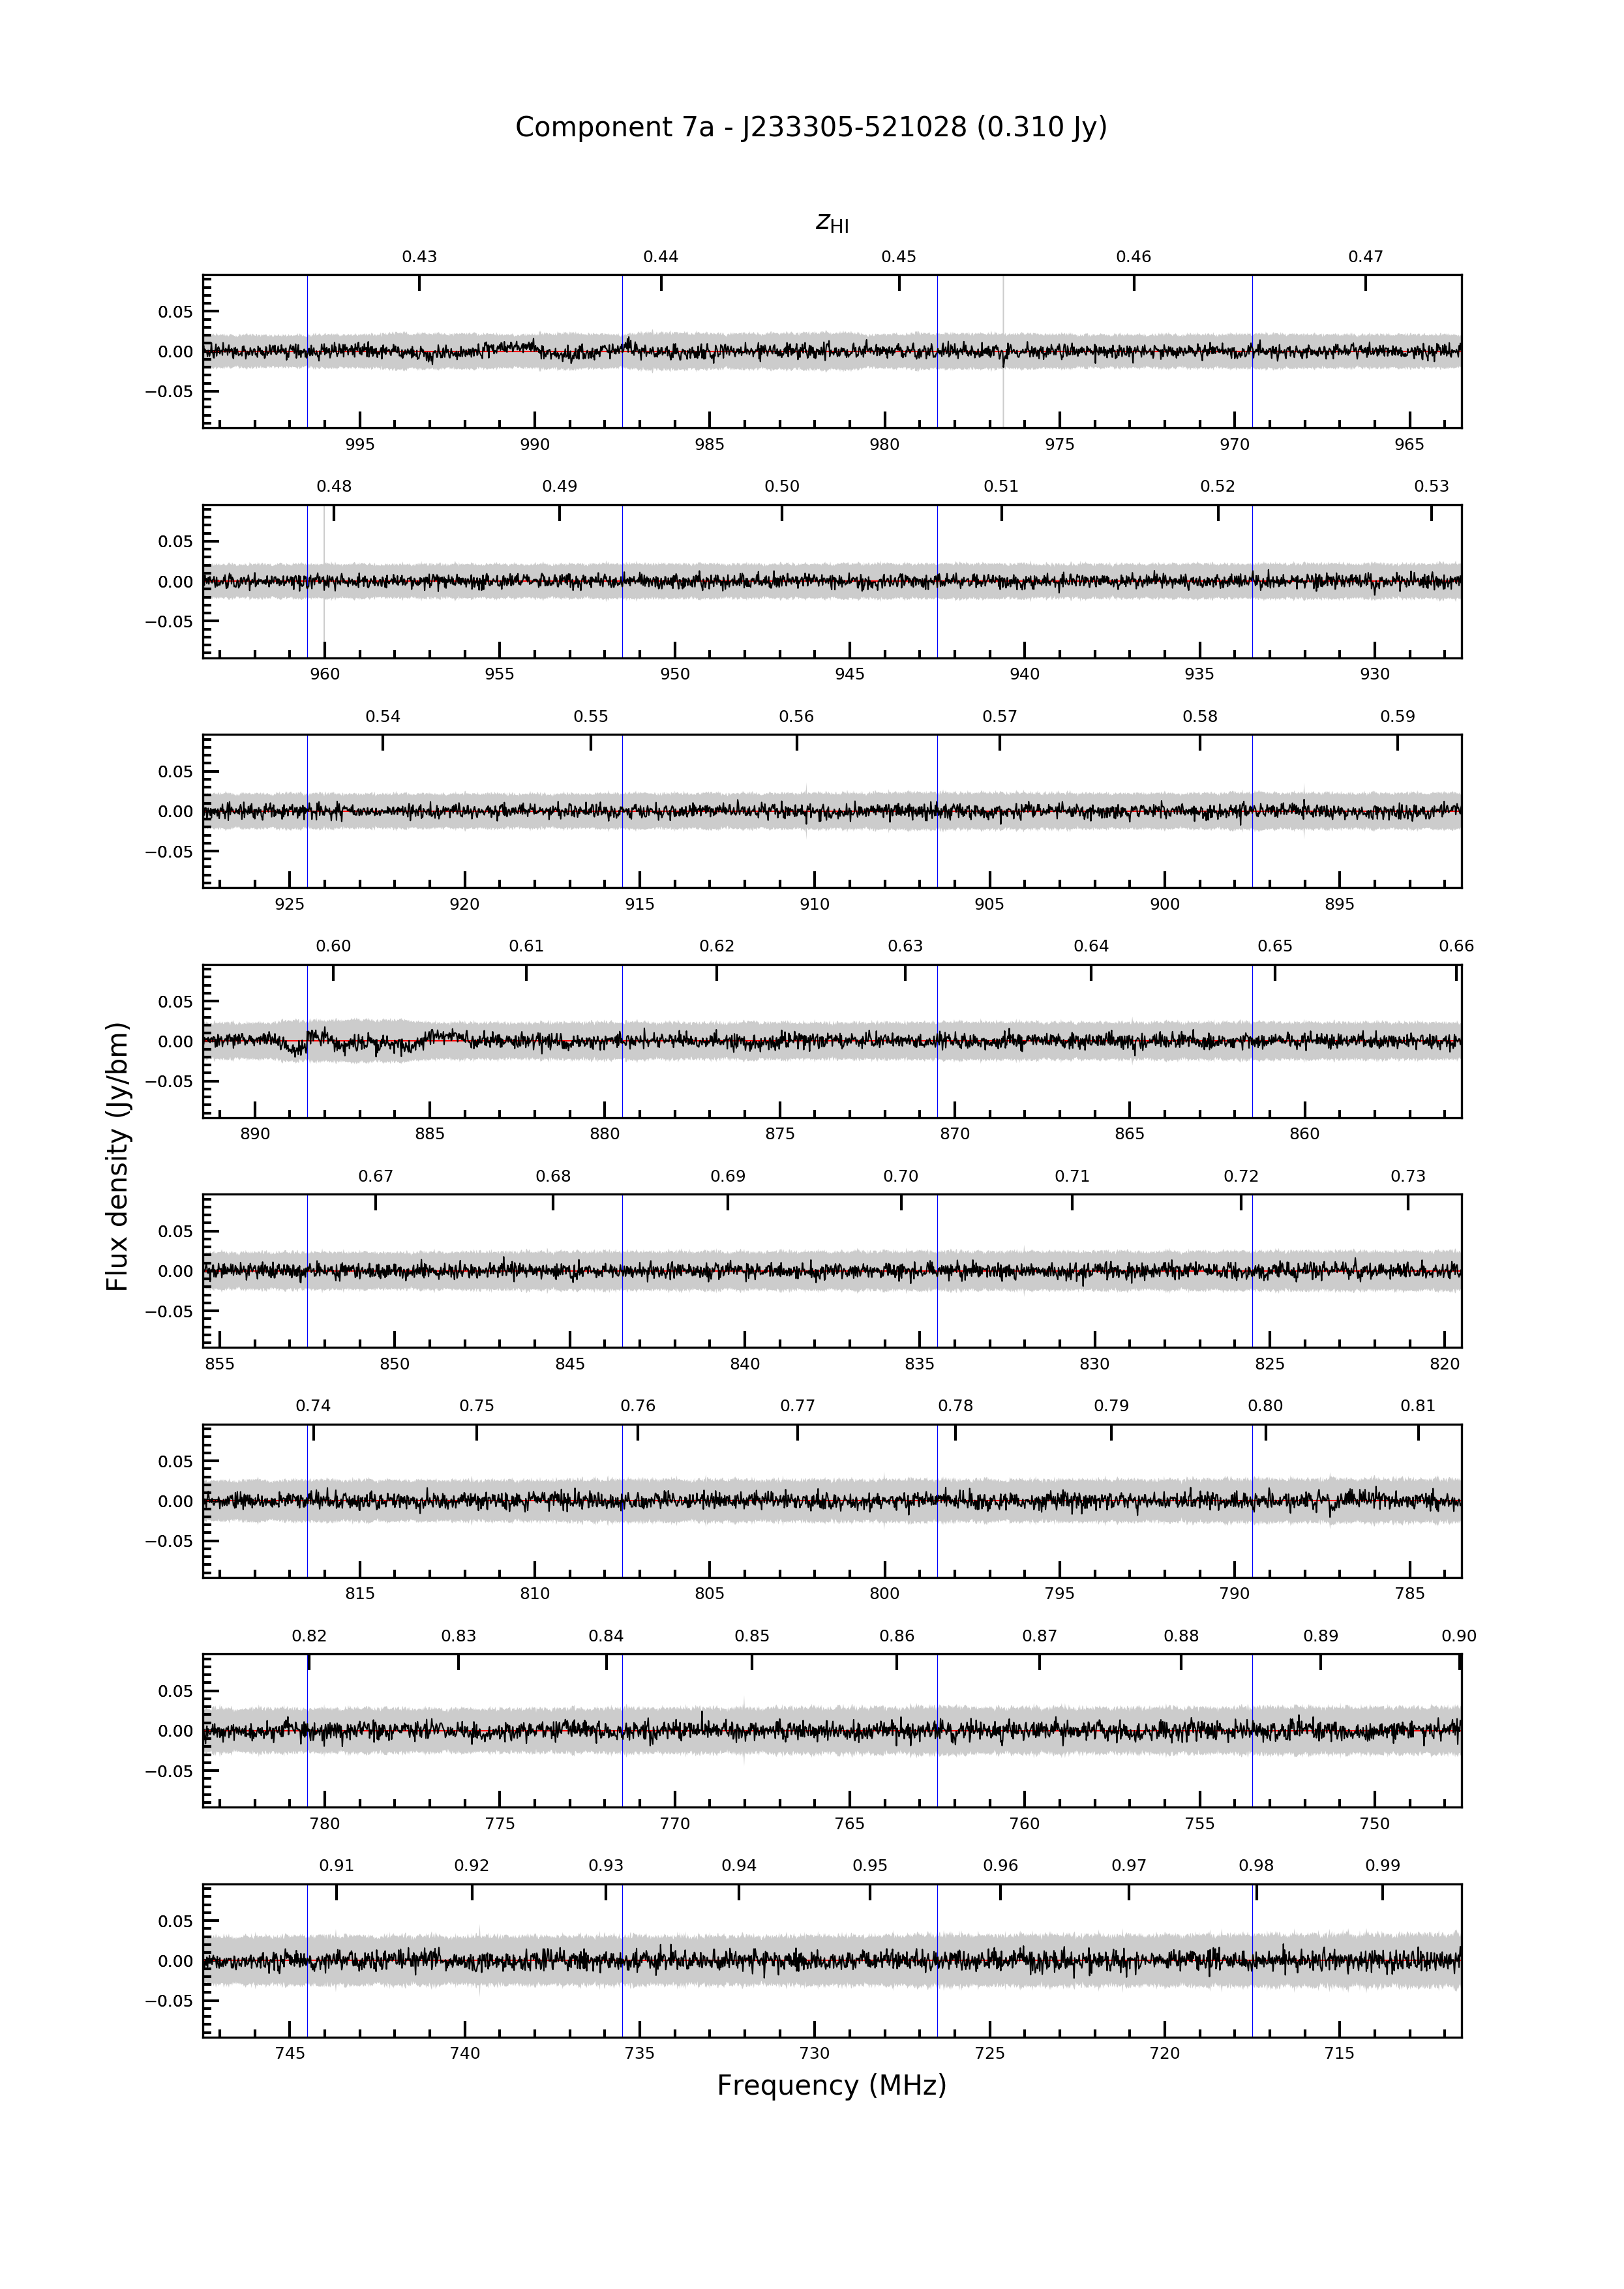 Component 7a - J233305-521028 (0.310 Jy)
zHI
0.43 0.44 0.45 0.46 0.47
0.05
0.00
−0.05
995 990 985 980 975 970 965
0.48 0.49 0.50 0.51 0.52 0.53
0.05
0.00
−0.05
960 955 950 945 940 935 930
0.54 0.55 0.56 0.57 0.58 0.59
0.05
0.00
−0.05
925 920 915 910 905 900 895
0.60 0.61 0.62 0.63 0.64 0.65 0.66
0.05
0.00
−0.05
890 885 880 875 870 865 860
Flux density (Jy/bm)
0.67 0.68 0.69 0.70 0.71 0.72 0.73
0.05
0.00
−0.05
855 850 845 840 835 830 825 820
0.74 0.75 0.76 0.77 0.78 0.79 0.80 0.81
0.05
0.00
−0.05
815 810 805 800 795 790 785
0.82 0.83 0.84 0.85 0.86 0.87 0.88 0.89 0.90
0.05
0.00
−0.05
780 775 770 765 760 755 750
0.91 0.92 0.93 0.94 0.95 0.96 0.97 0.98 0.99
0.05
0.00
−0.05
745 740 735 730 725 720 715
Frequency (MHz)